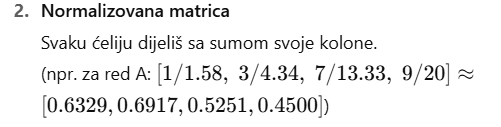 2. Normalizovana matrica
Svaku ćeliju dijeliš sa sumom svoje kolone.
(npr. za red A: [1/1.58, 3/4.34, 7/13.33, 9/20] ≈
[0.6329, 0.6917, 0.5251, 0.4500])